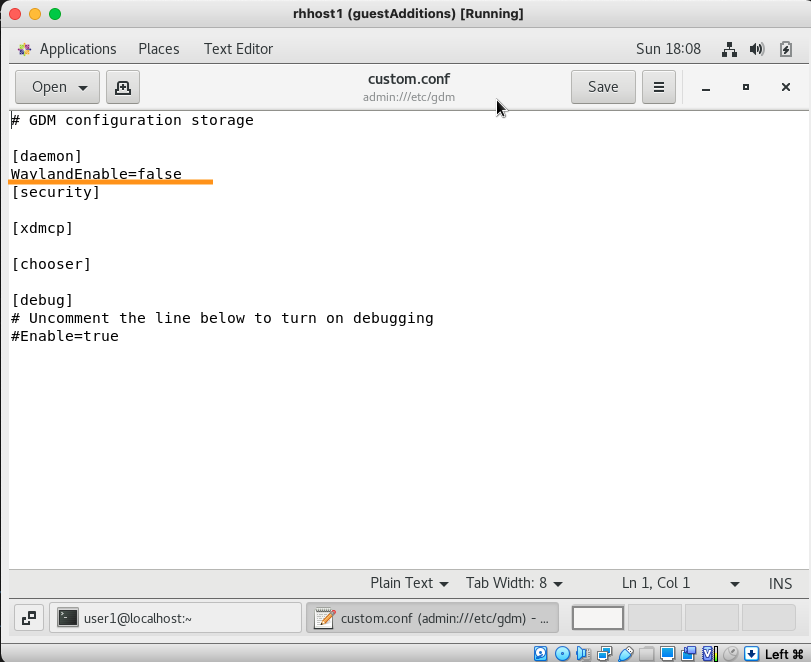 rhhost1 (guestAdditions) [Running]
Applications Places Text Editor Sun 18:08
Open custom.conf Save
admin:///etc/gdm
# GDM configuration storage
[daemon]
WaylandEnable=false
[security]
[xdmcp]
[chooser]
[debug]
# Uncomment the line below to turn on debugging
#Enable=true
Plain Text Tab Width: 8 Ln 1, Col 1 INS
user1@localhost:~ custom.conf (admin:///etc/gdm) - ...
Left ⌘